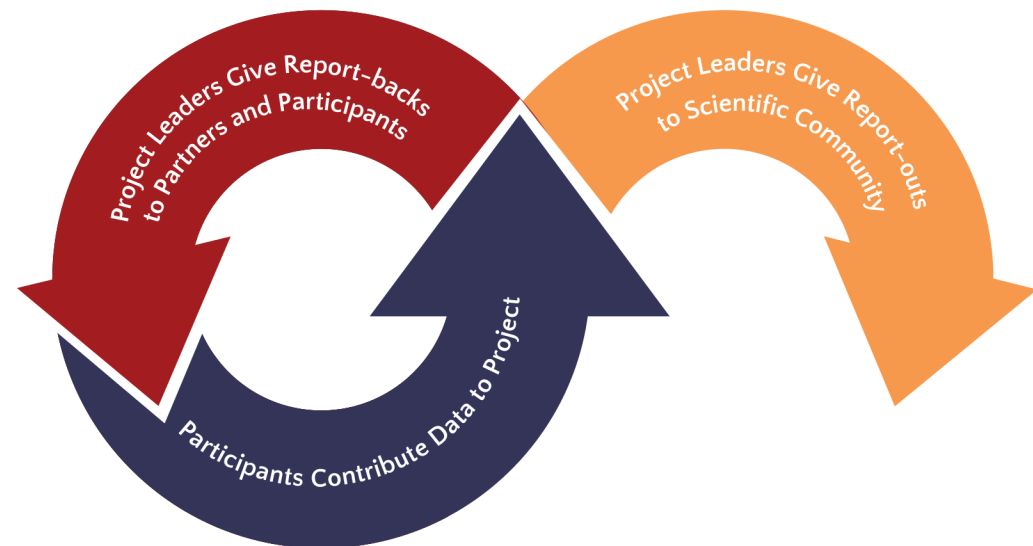 Project Leaders Give Report-backs
to Partners and Participants
Project Leaders Give Report-outs
to Scientific Community
Participants Contribute Data to Project